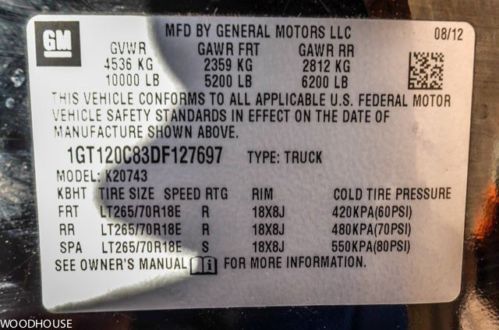 GM
MFD BY GENERAL MOTORS LLC 08/12
GVWR GAWR FRT GAWR RR
4536 KG 2359 KG 2812 KG
10000 LB 5200 LB 6200 LB
THIS VEHICLE CONFORMS TO ALL APPLICABLE U.S. FEDERAL MOTOR
VEHICLE SAFETY STANDARDS IN EFFECT ON THE DATE OF
MANUFACTURE SHOWN ABOVE.
1GT120C83DF127697 TYPE: TRUCK
MODEL: K20743
KBHT TIRE SIZE SPEED RTG RIM COLD TIRE PRESSURE
FRT LT265/70R18E R 18X8J 420KPA(60PSI)
RR LT265/70R18E R 18X8J 480KPA(70PSI)
SPA LT265/70R18E S 18X8J 550KPA(80PSI)
SEE OWNER'S MANUAL FOR MORE INFORMATION.
WOODHOUSE